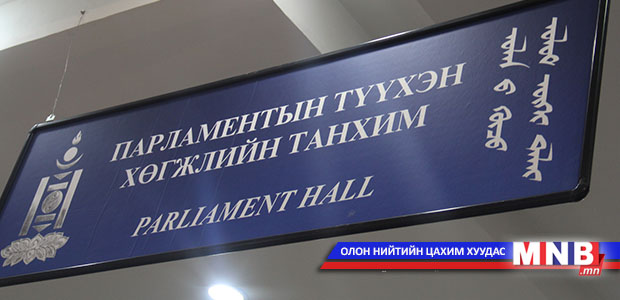 ПАРЛАМЕНТЫН ТҮҮХЭН
ХӨГЖЛИЙН ТАНХИМ
PARLIAMENT HALL
ОЛОН НИЙТИЙН ЦАХИМ ХУУДАС
MNB
.mn